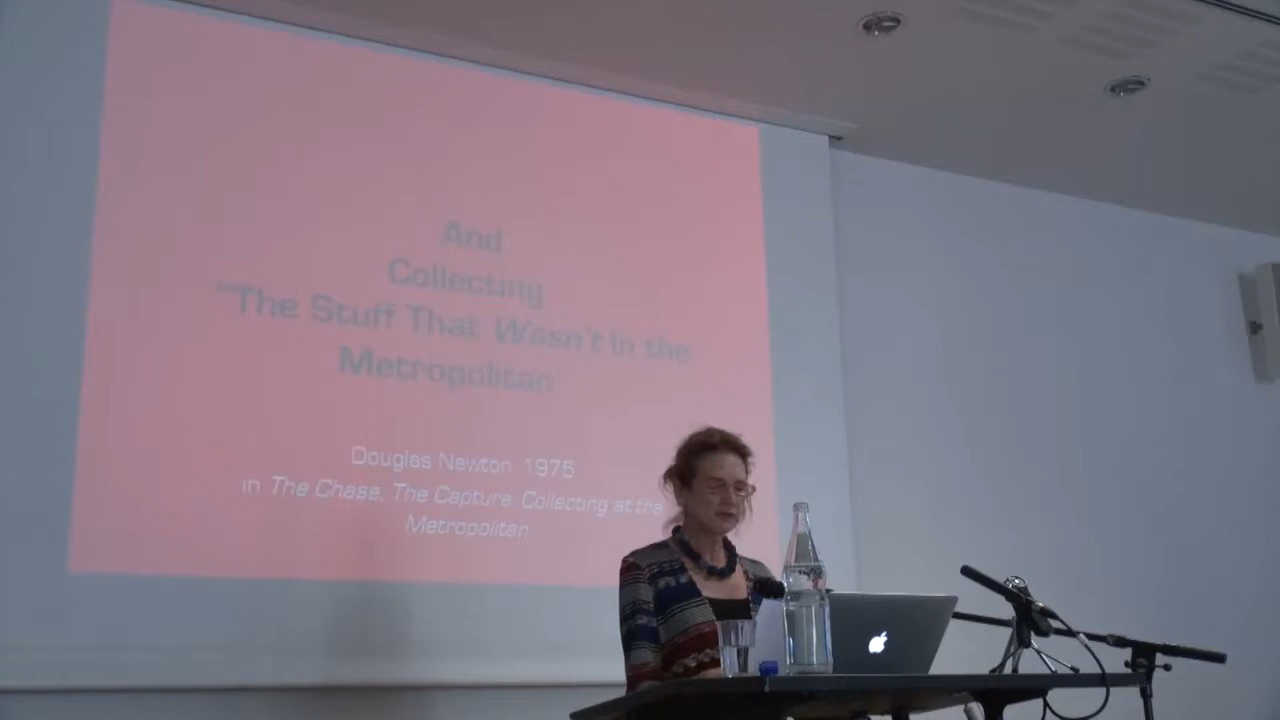 And
Collecting
"The Stuff That Wasn't in the
Metropolitan
Douglas Newton 1975
in The Chase, The Capture Collecting at the
Metropolitan